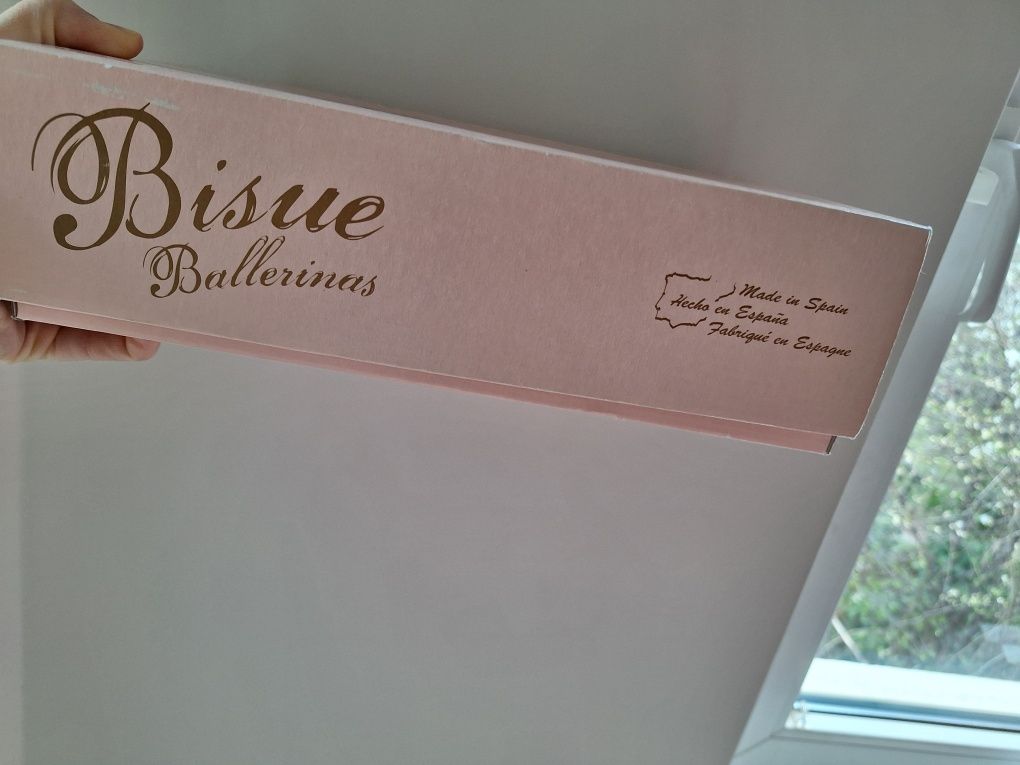 Bisue
Ballerinas
Made in Spain
Hecho en España
Fabriqué en Espagne